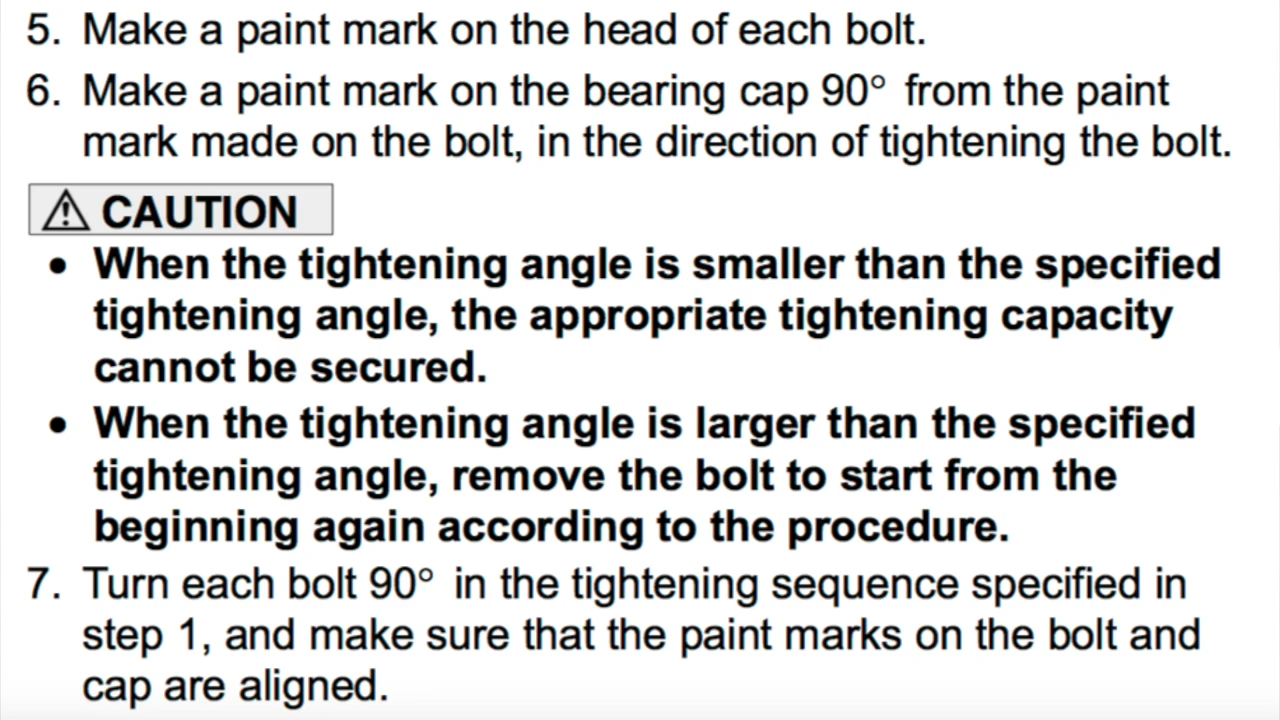 5. Make a paint mark on the head of each bolt.
6. Make a paint mark on the bearing cap 90° from the paint
mark made on the bolt, in the direction of tightening the bolt.
CAUTION
• When the tightening angle is smaller than the specified
tightening angle, the appropriate tightening capacity
cannot be secured.
• When the tightening angle is larger than the specified
tightening angle, remove the bolt to start from the
beginning again according to the procedure.
7. Turn each bolt 90° in the tightening sequence specified in
step 1, and make sure that the paint marks on the bolt and
cap are aligned.